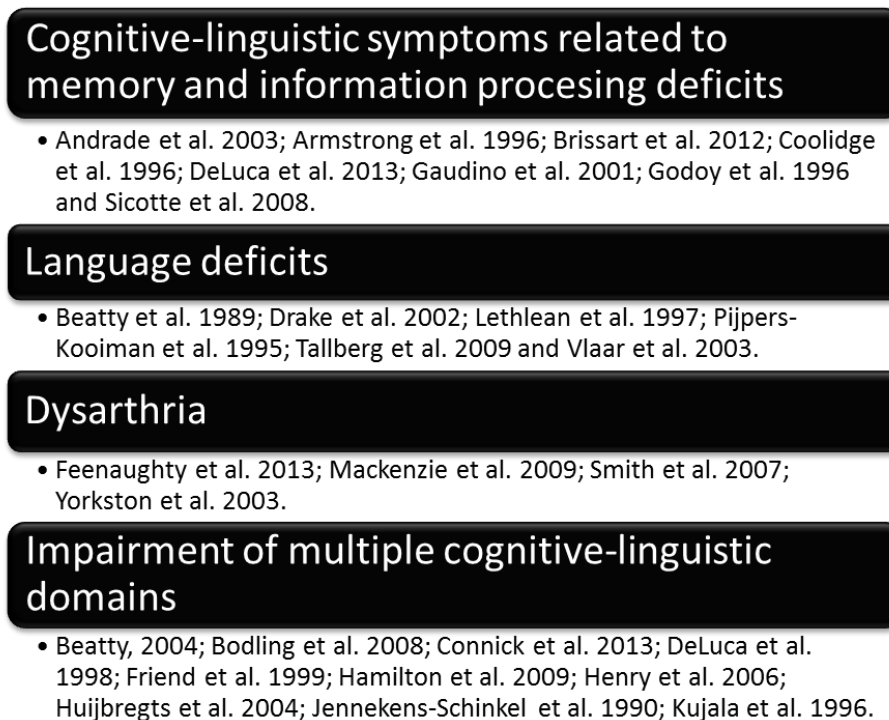 Cognitive-linguistic symptoms related to
memory and information procesing deficits
• Andrade et al. 2003; Armstrong et al. 1996; Brissart et al. 2012; Coolidge
et al. 1996; DeLuca et al. 2013; Gaudino et al. 2001; Godoy et al. 1996
and Sicotte et al. 2008.
Language deficits
• Beatty et al. 1989; Drake et al. 2002; Lethlean et al. 1997; Pijpers-
Kooiman et al. 1995; Tallberg et al. 2009 and Vlaar et al. 2003.
Dysarthria
• Feenaughty et al. 2013; Mackenzie et al. 2009; Smith et al. 2007;
Yorkston et al. 2003.
Impairment of multiple cognitive-linguistic
domains
• Beatty, 2004; Bodling et al. 2008; Connick et al. 2013; DeLuca et al.
1998; Friend et al. 1999; Hamilton et al. 2009; Henry et al. 2006;
Huijbregts et al. 2004; Jennekens-Schinkel et al. 1990; Kujala et al. 1996.